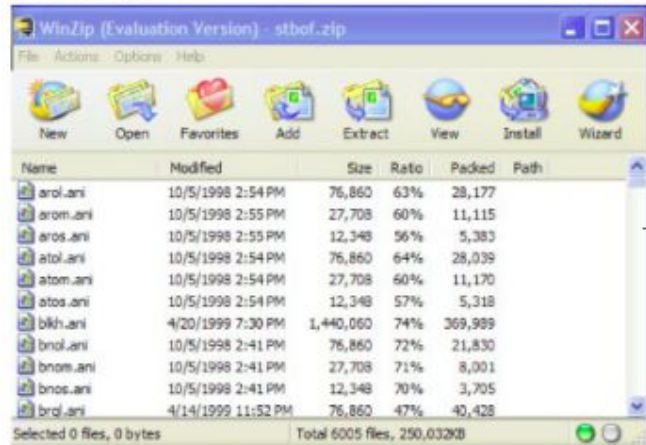 WinZip (Evaluation Version) - stbof.zip
File Actions Options Help
New Open Favorites Add Extract View Install Wizard
Name Modified Size Ratio Packed Path
arol.ani 10/5/1998 2:54 PM 76,860 63% 28,177
arom.ani 10/5/1998 2:55 PM 27,708 60% 11,115
aros.ani 10/5/1998 2:55 PM 12,348 56% 5,383
atol.ani 10/5/1998 2:54 PM 76,860 64% 28,039
atom.ani 10/5/1998 2:54 PM 27,708 60% 11,170
atos.ani 10/5/1998 2:54 PM 12,348 57% 5,318
blkh.ani 4/20/1999 7:30 PM 1,440,060 74% 369,989
bnol.ani 10/5/1998 2:41 PM 76,860 72% 21,830
bnom.ani 10/5/1998 2:41 PM 27,708 71% 8,001
bnos.ani 10/5/1998 2:41 PM 12,348 70% 3,705
brql.ani 4/14/1999 11:52 PM 76,860 47% 40,428
Selected 0 files, 0 bytes Total 6005 files, 250,032KB